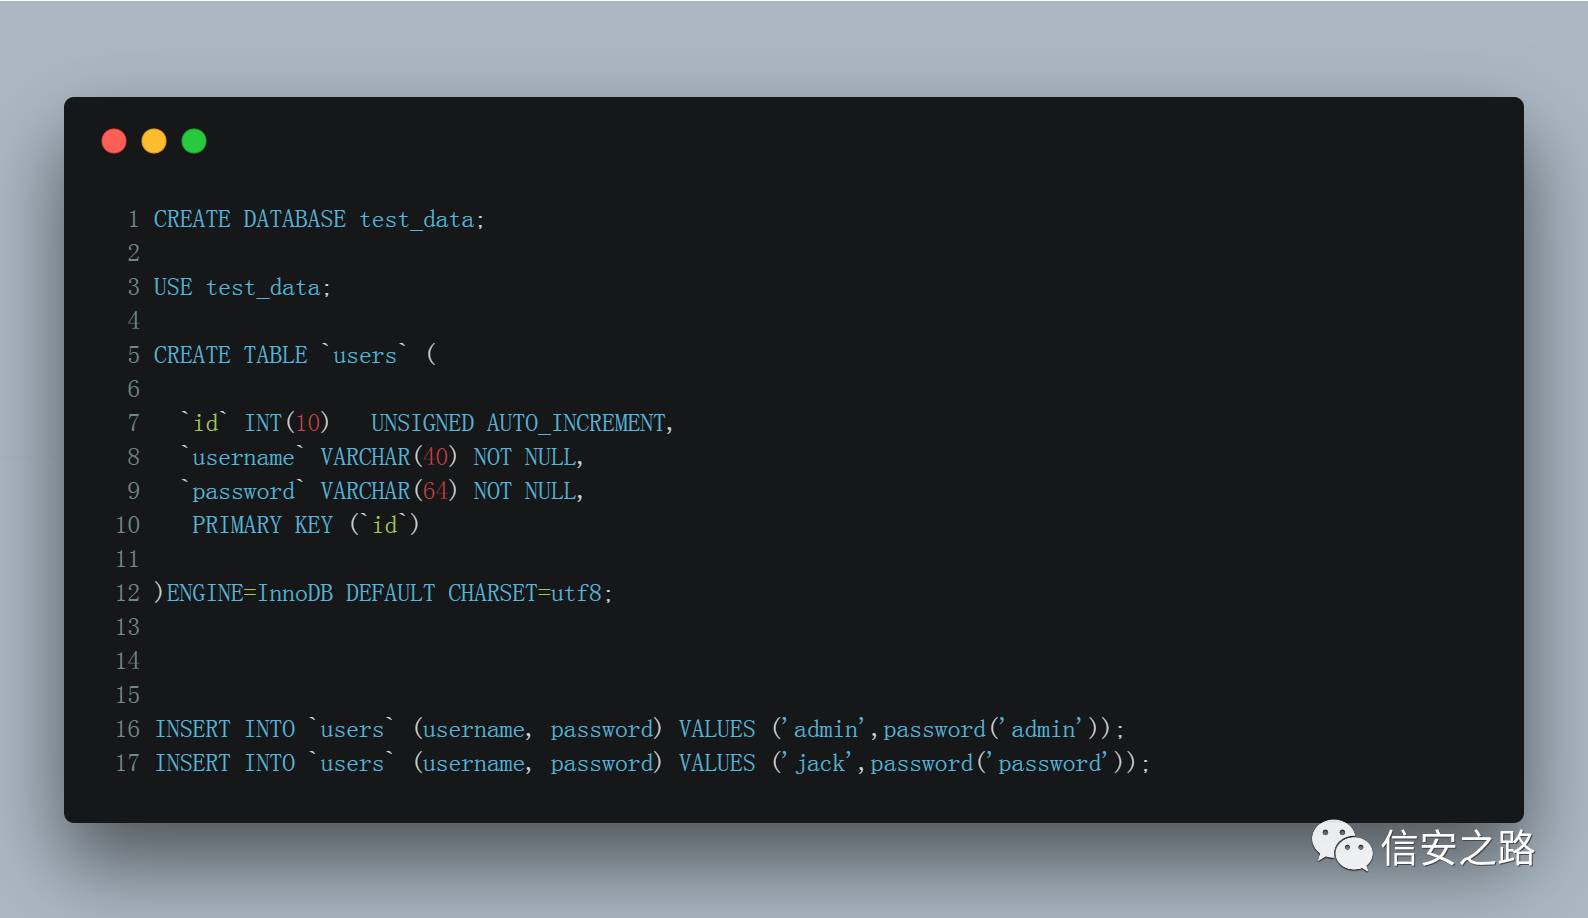 1 CREATE DATABASE test_data;
2
3 USE test_data;
4
5 CREATE TABLE `users` (
6
7   `id` INT(10)   UNSIGNED AUTO_INCREMENT,
8   `username` VARCHAR(40) NOT NULL,
9   `password` VARCHAR(64) NOT NULL,
10    PRIMARY KEY (`id`)
11
12 )ENGINE=InnoDB DEFAULT CHARSET=utf8;
13
14
15
16 INSERT INTO `users` (username, password) VALUES ('admin',password('admin'));
17 INSERT INTO `users` (username, password) VALUES ('jack',password('password'));
信安之路